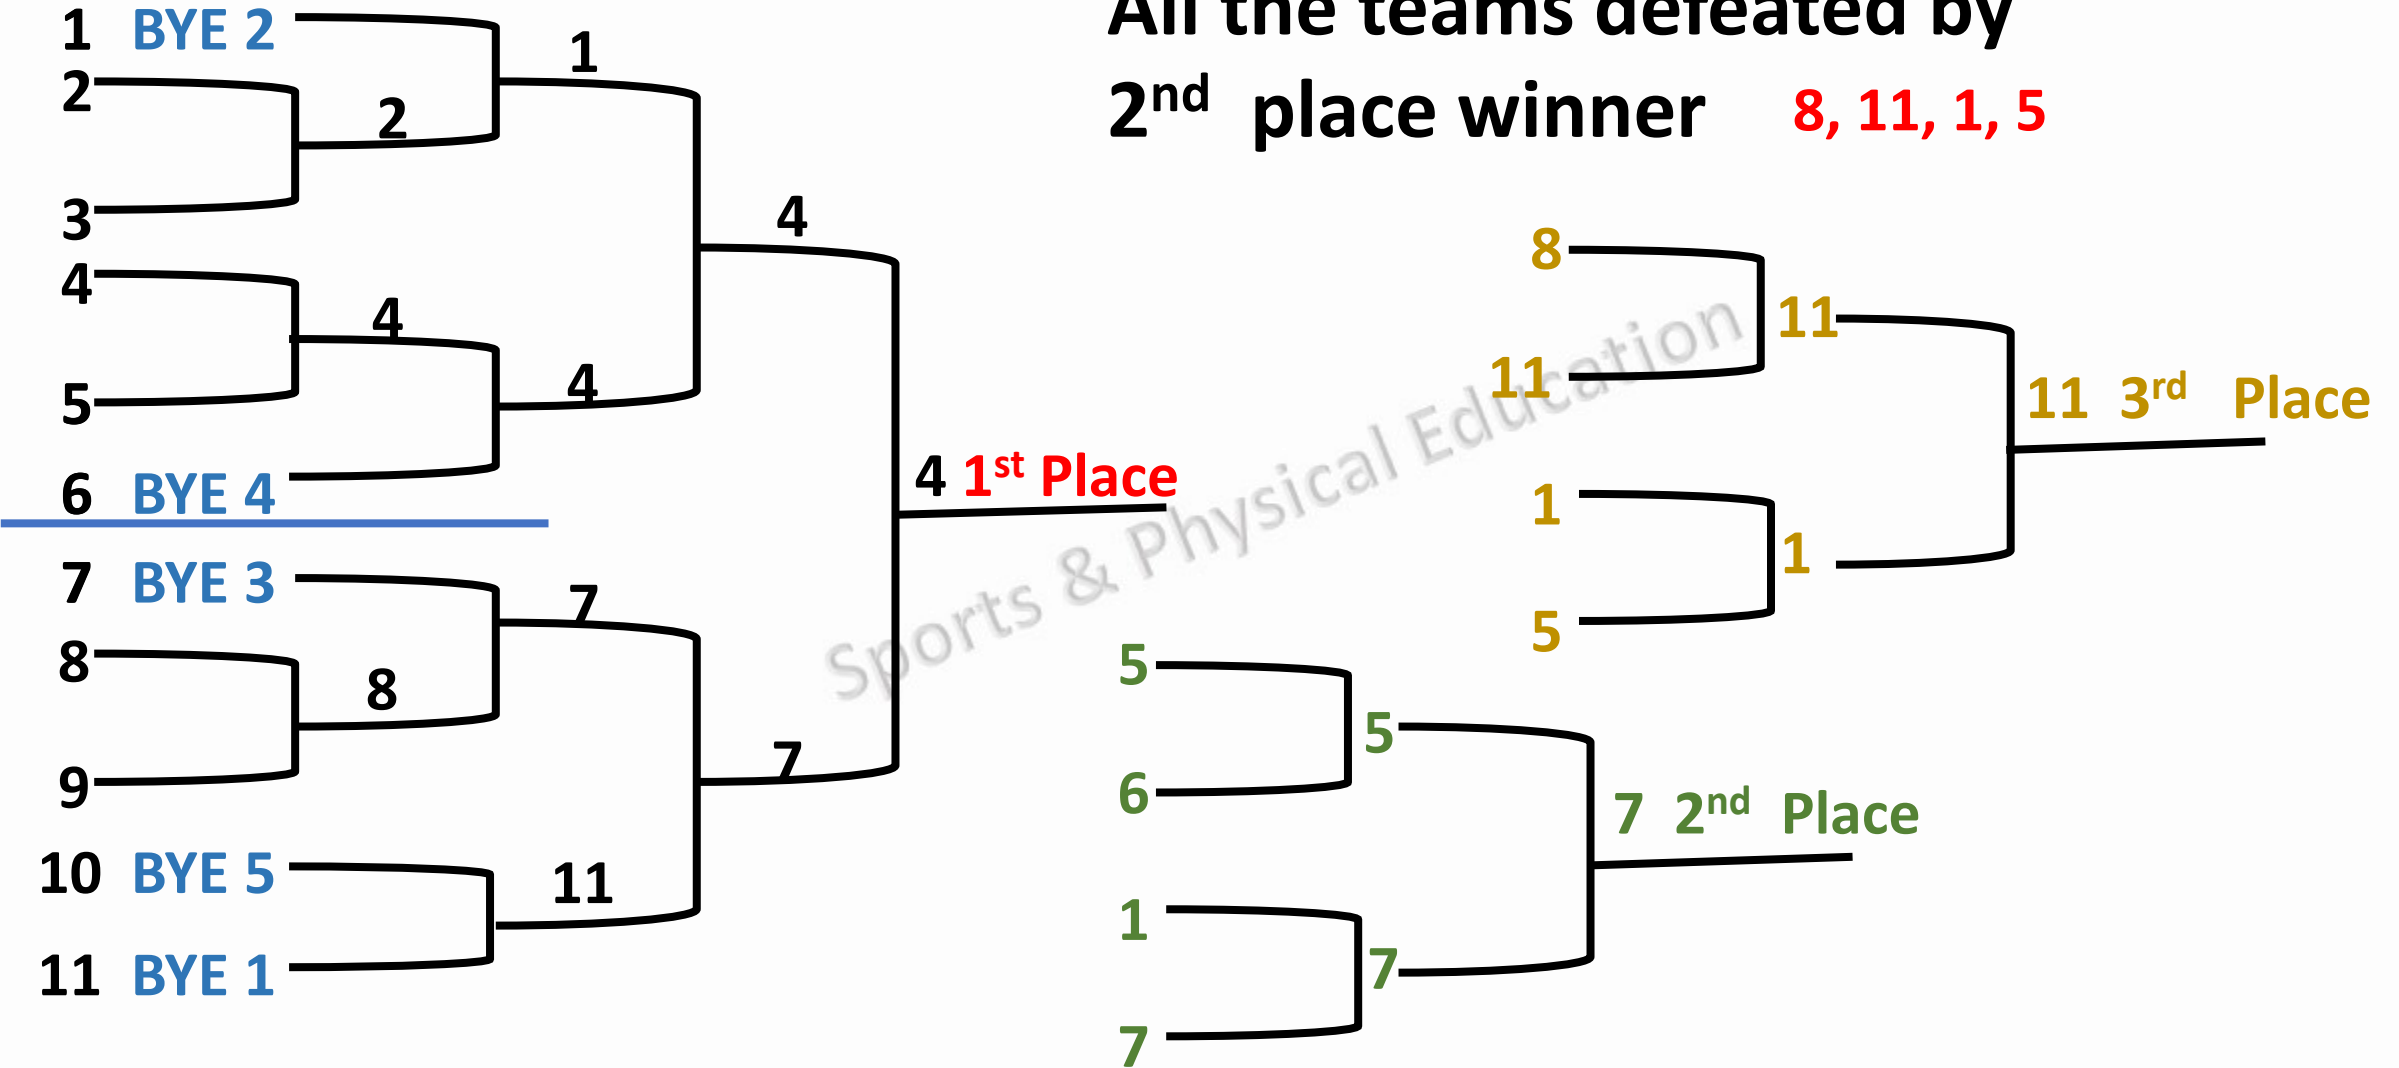 All the teams defeated by
2nd place winner 8, 11, 1, 5
1 BYE 2
2
3
4
5
6 BYE 4
7 BYE 3
8
9
10 BYE 5
11 BYE 1
2
4
8
1
4
7
11
4
7
4 1st Place
5
6
1
7
5
7
7 2nd Place
8
11
1
5
11
1
11 3rd Place
Sports & Physical Education